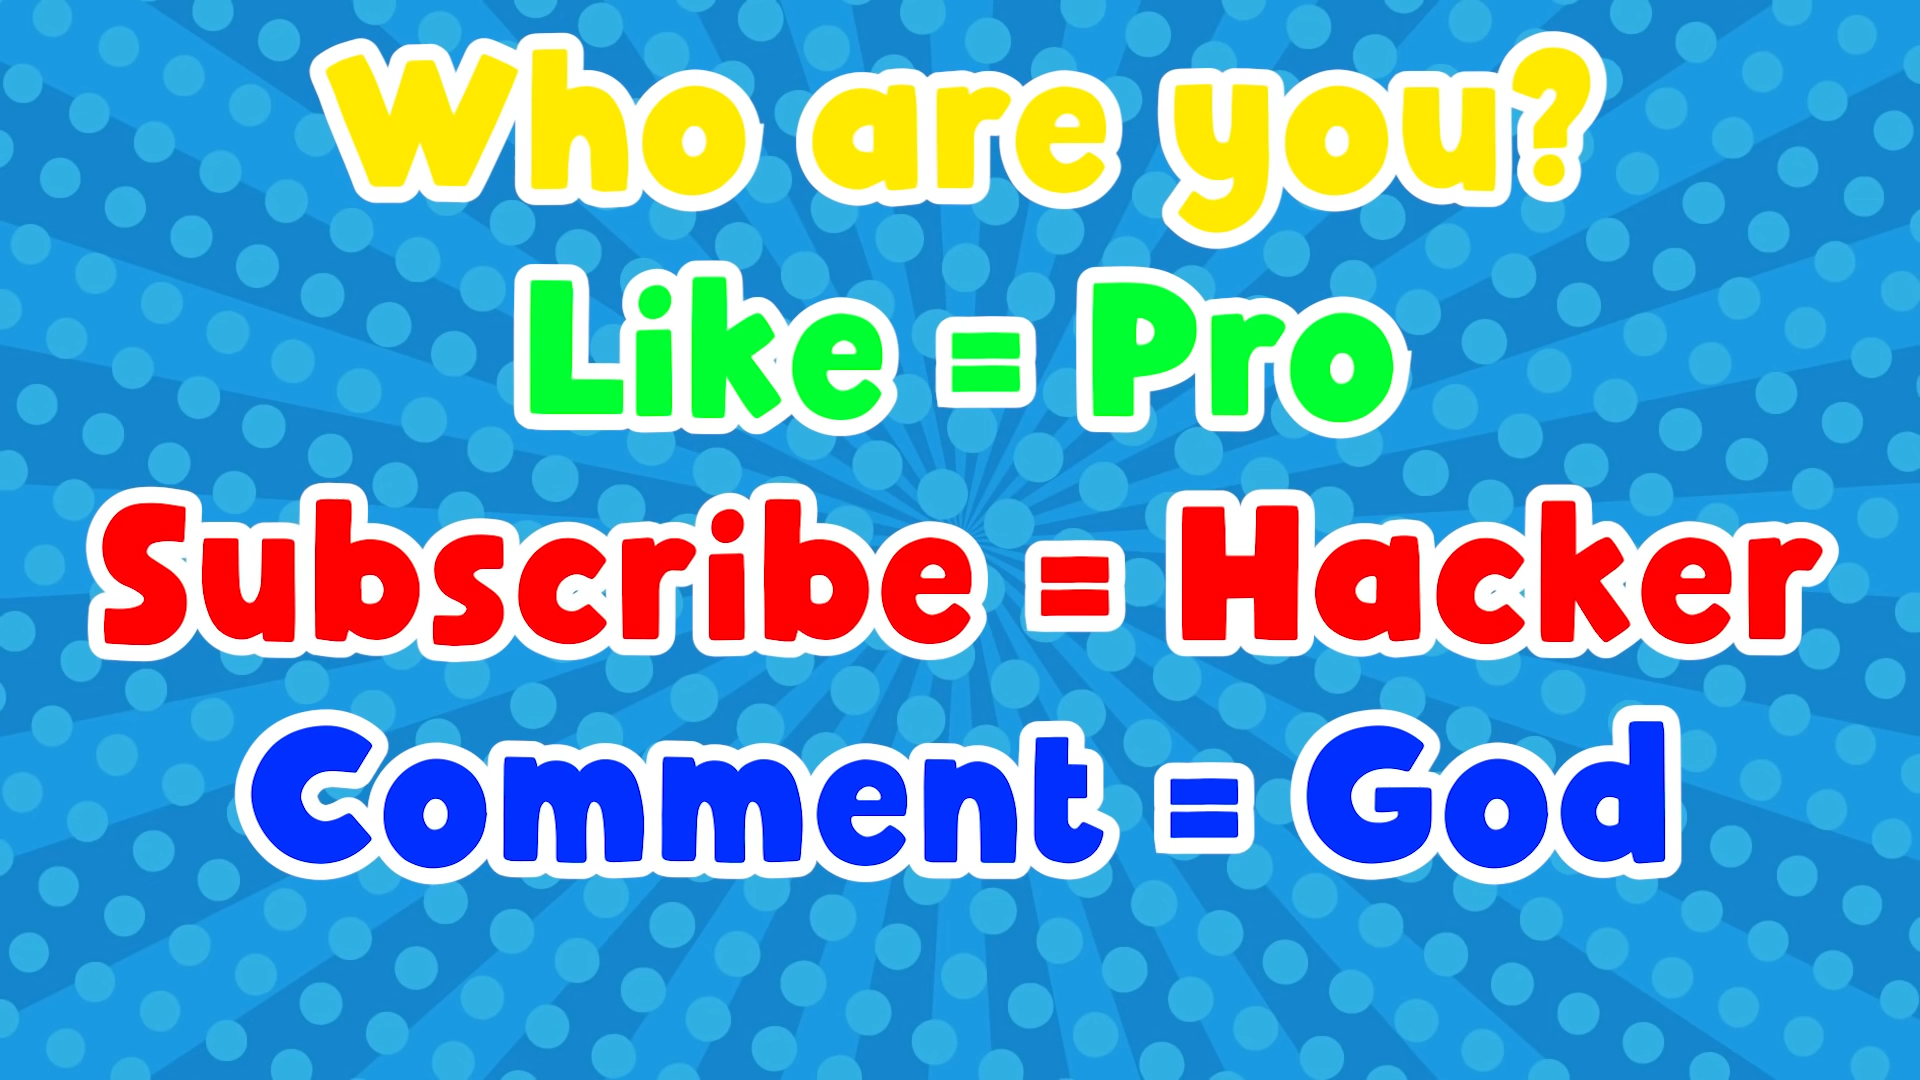 Who are you?
Like = Pro
Subscribe = Hacker
Comment = God